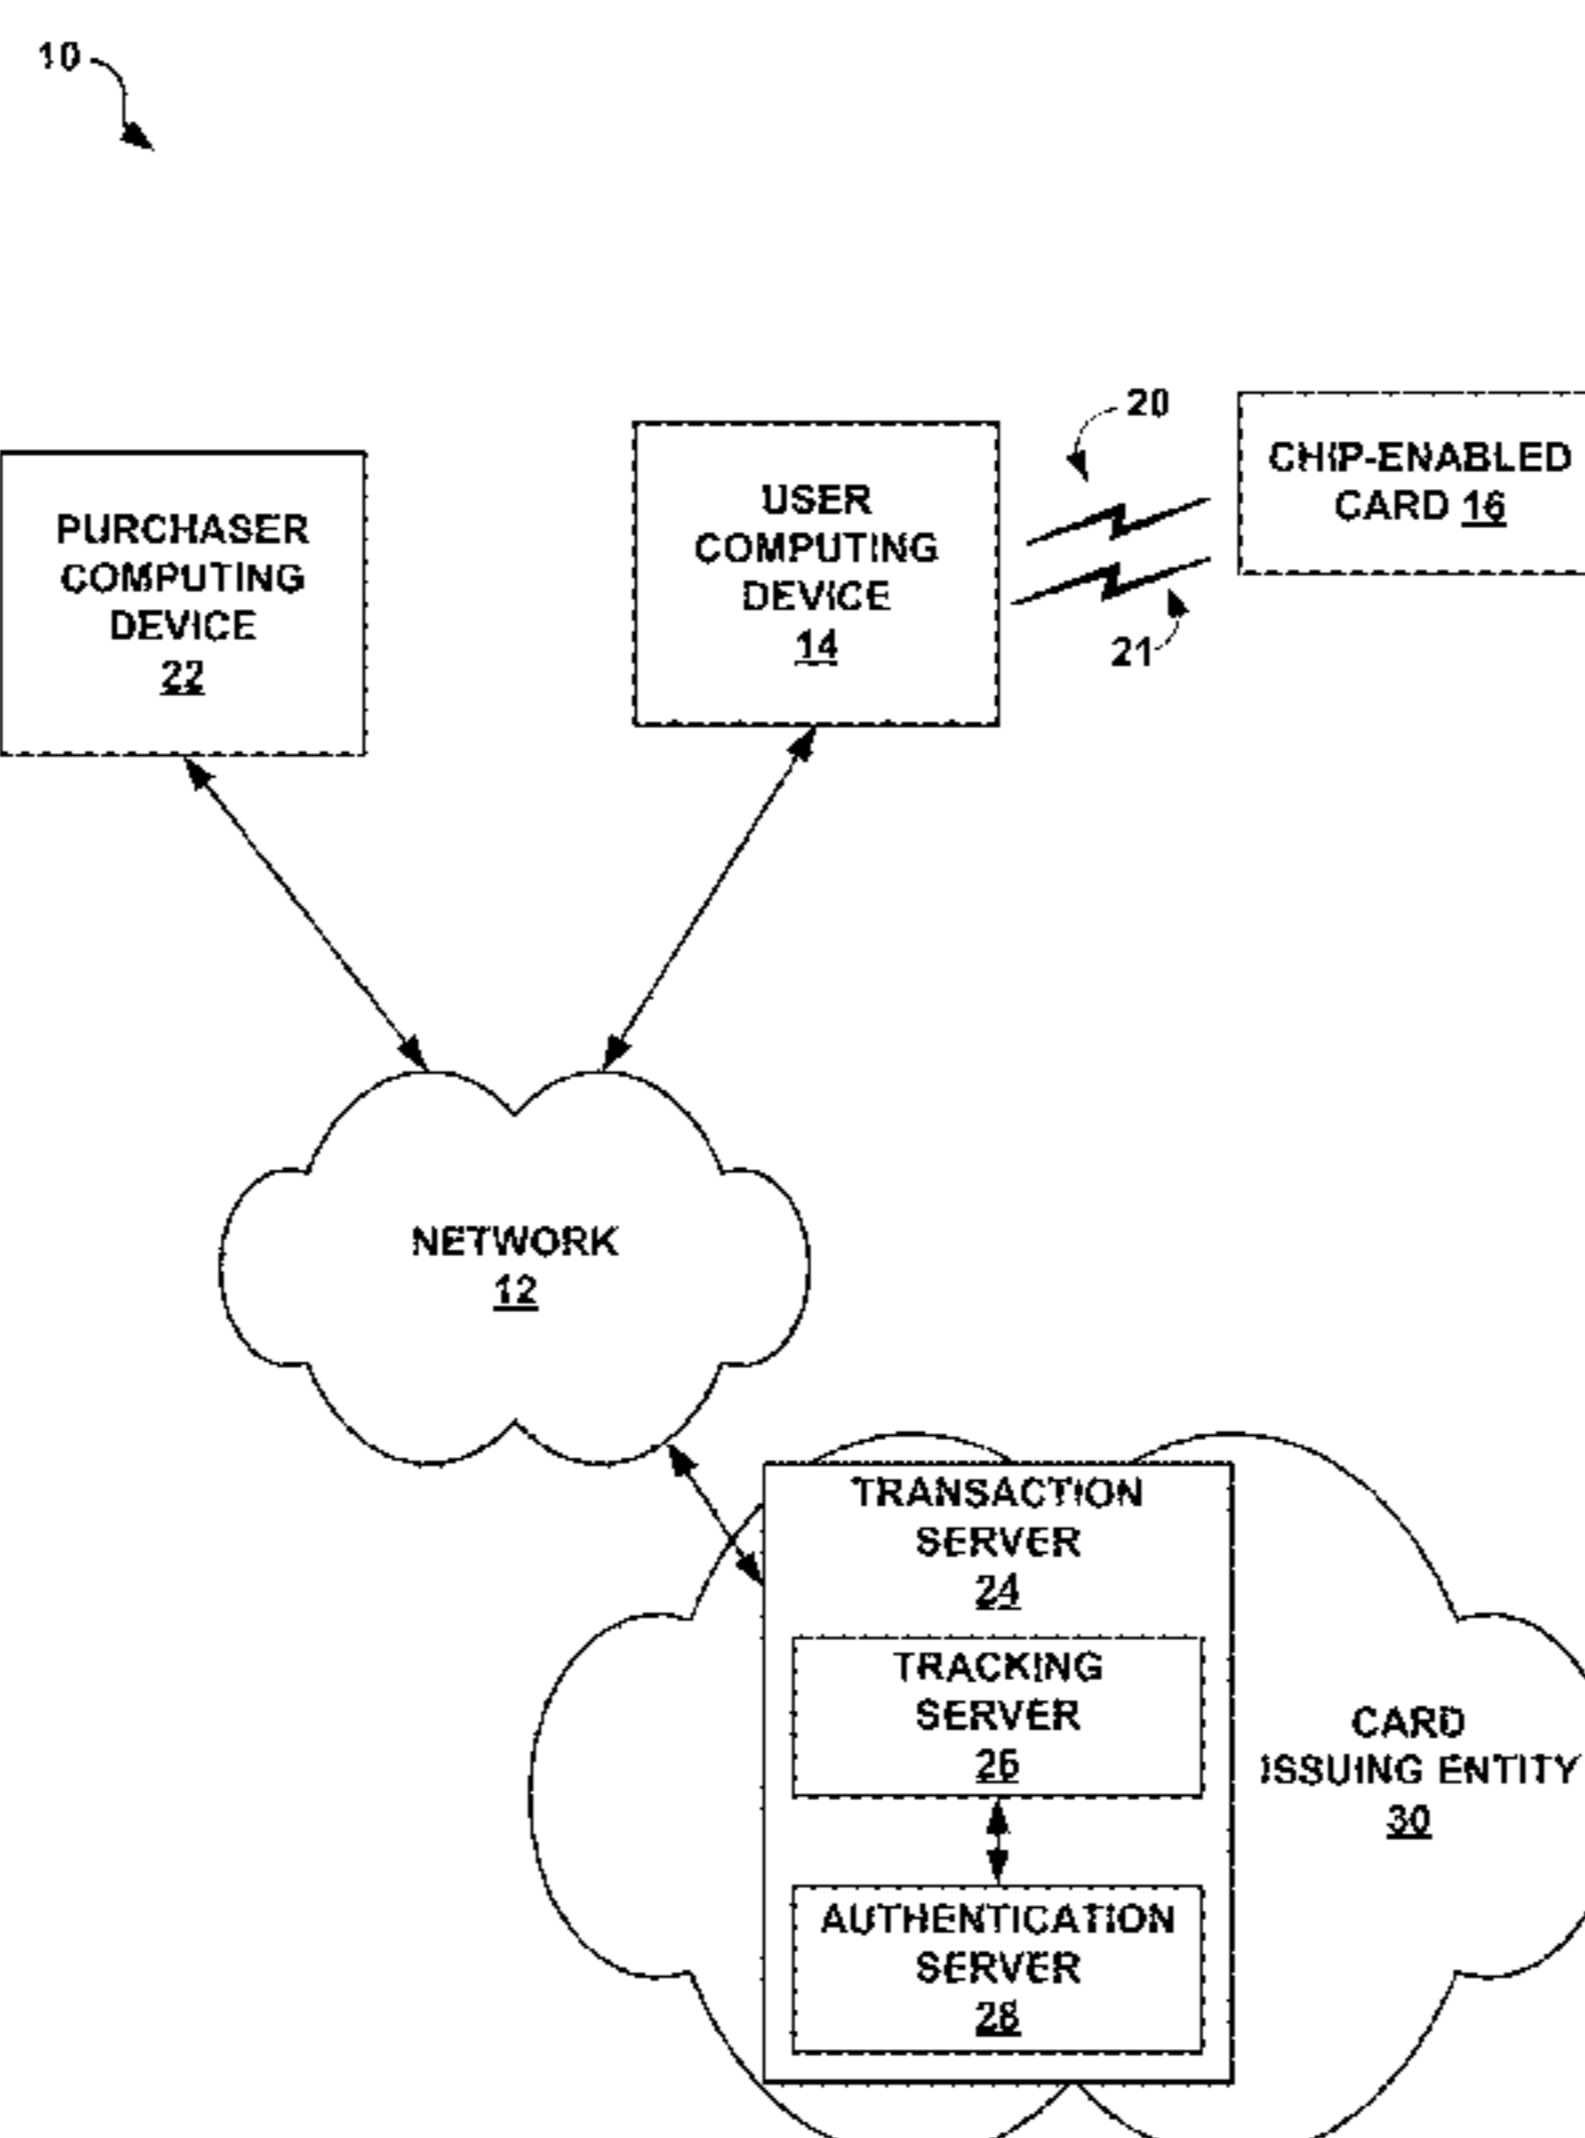 10
20
CHIP-ENABLED
CARD 16
USER
COMPUTING
DEVICE
14
21
PURCHASER
COMPUTING
DEVICE
22
NETWORK
12
TRANSACTION
SERVER
24
TRACKING
SERVER
26
CARD
ISSUING ENTITY
30
AUTHENTICATION
SERVER
28